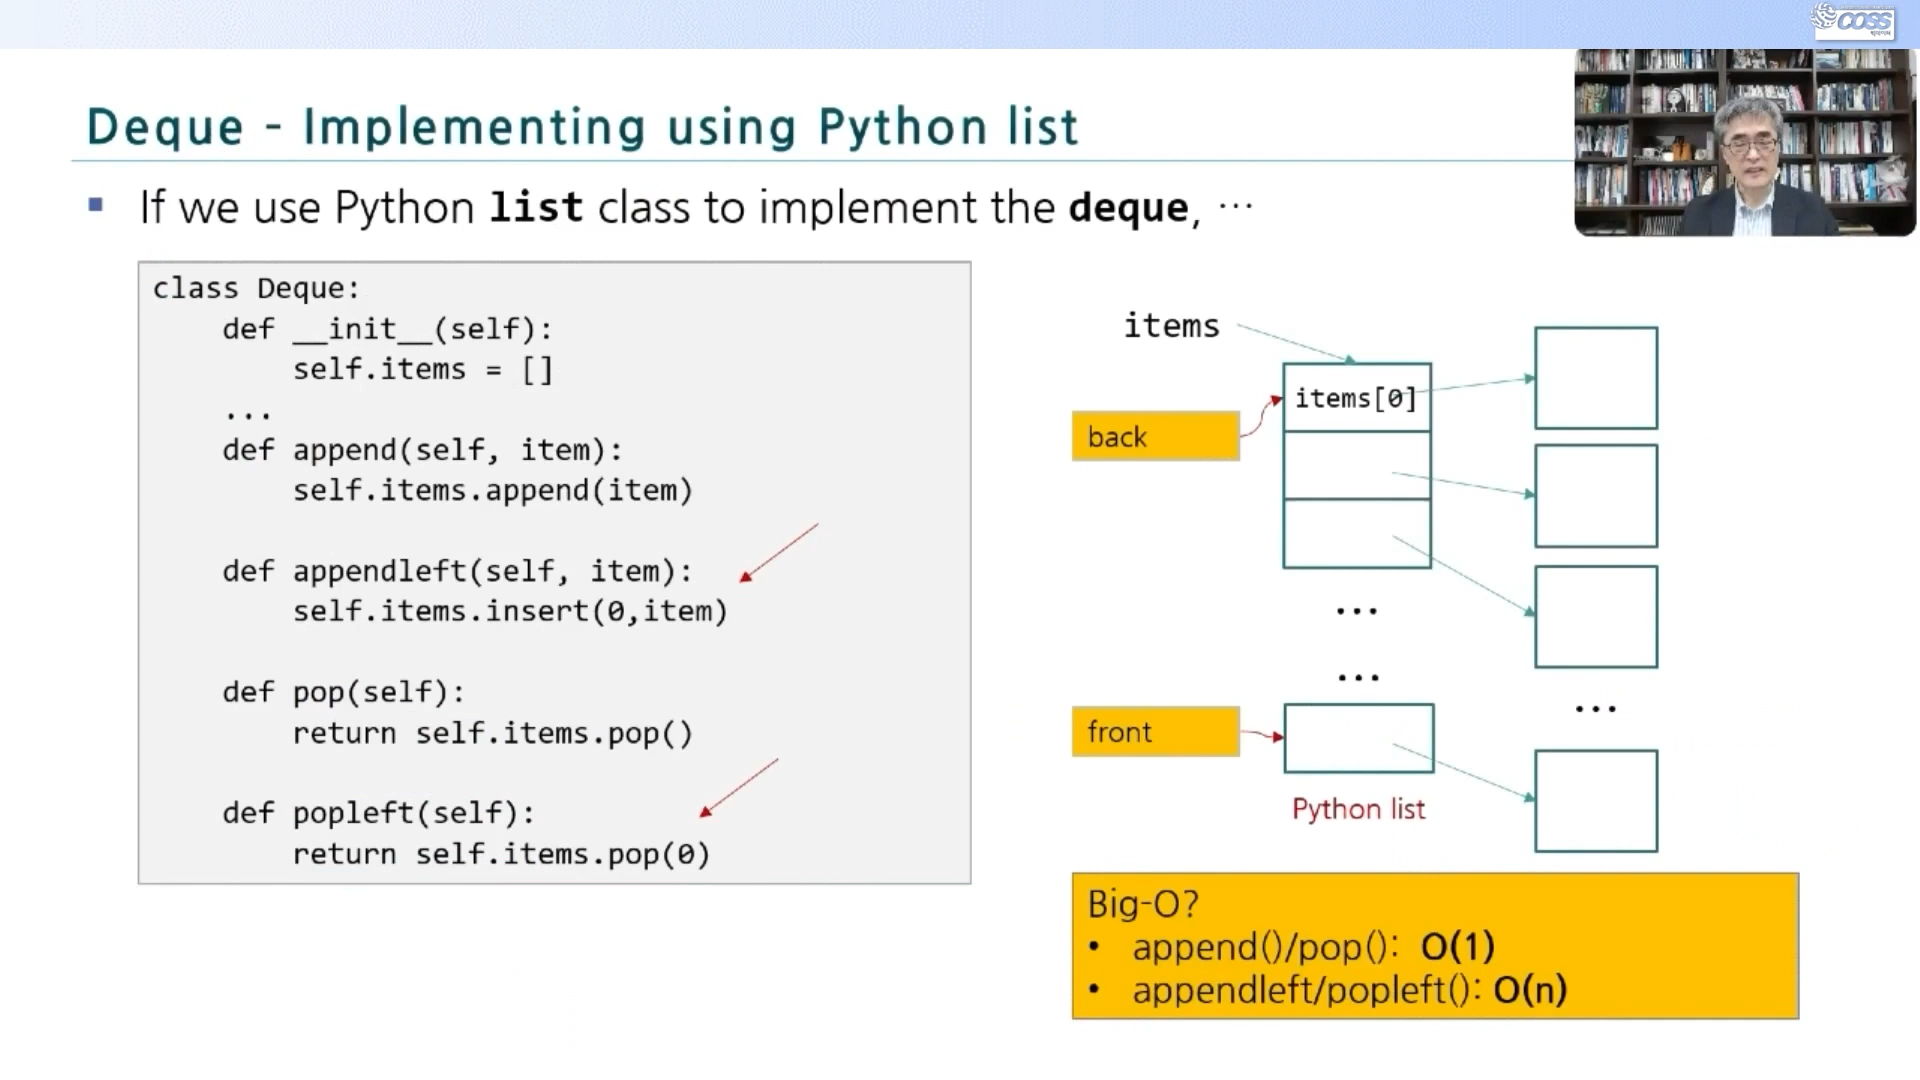 COSS
Deque - Implementing using Python list
▪ If we use Python list class to implement the deque, …
class Deque:
    def __init__(self):
        self.items = []
    ...
    def append(self, item):
        self.items.append(item)
    def appendleft(self, item):
        self.items.insert(0,item)
    def pop(self):
        return self.items.pop()
    def popleft(self):
        return self.items.pop(0)
items
items[0]
back
...
...
front
...
Python list
Big-O?
• append()/pop(): O(1)
• appendleft/popleft(): O(n)